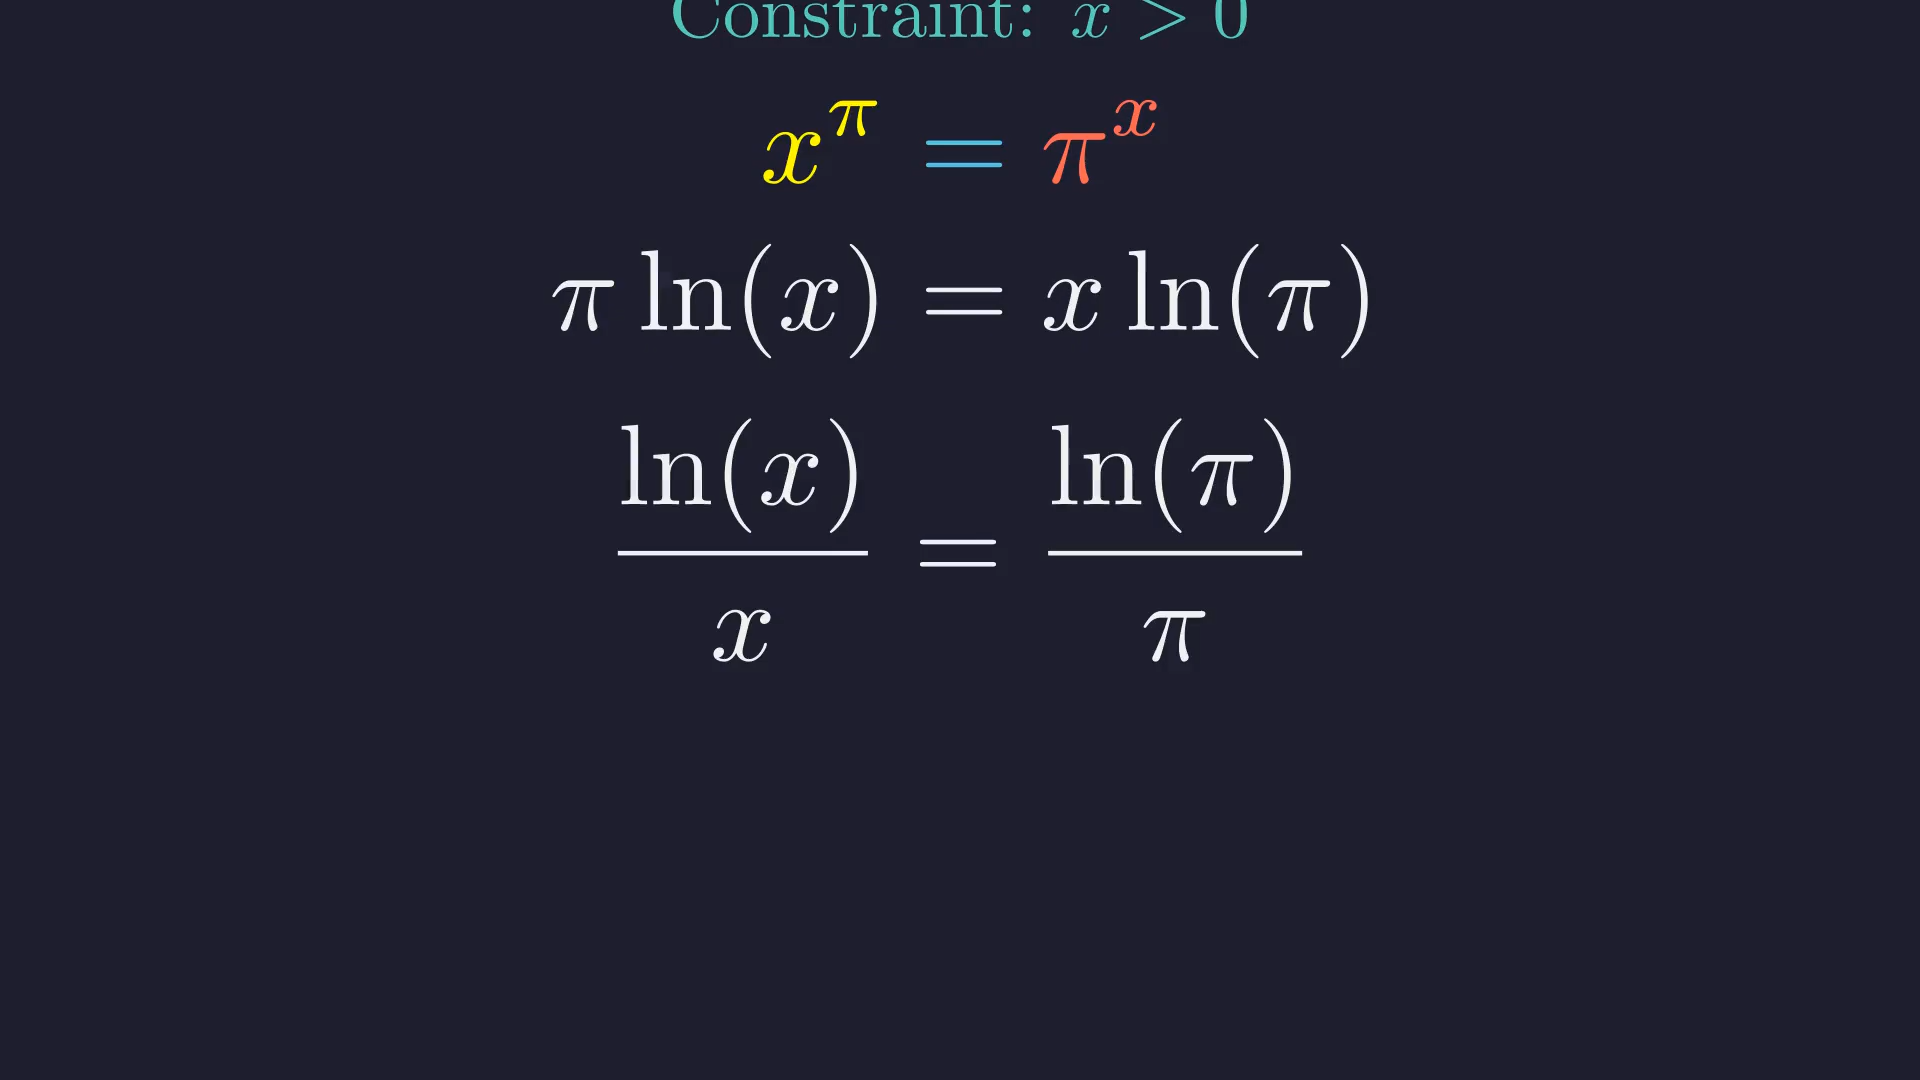 Constraint: x > 0
x^π = π^x
π ln(x) = x ln(π)
ln(x)/x = ln(π)/π